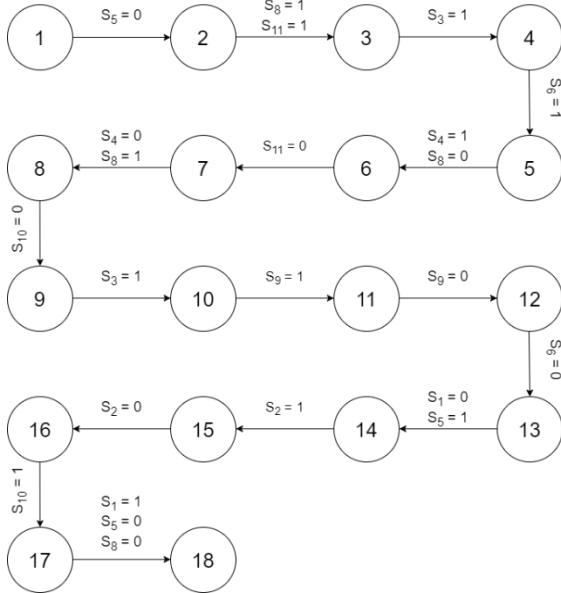 1
S5 = 0
2
S8 = 1
S11 = 1
3
S3 = 1
4
S6 = 1
8
S4 = 0
S8 = 1
7
S11 = 0
6
S4 = 1
S8 = 0
5
S10 = 0
9
S3 = 1
10
S9 = 1
11
S9 = 0
12
S6 = 0
16
S2 = 0
15
S2 = 1
14
S1 = 0
S5 = 1
13
S10 = 1
17
S1 = 1
S5 = 0
S8 = 0
18